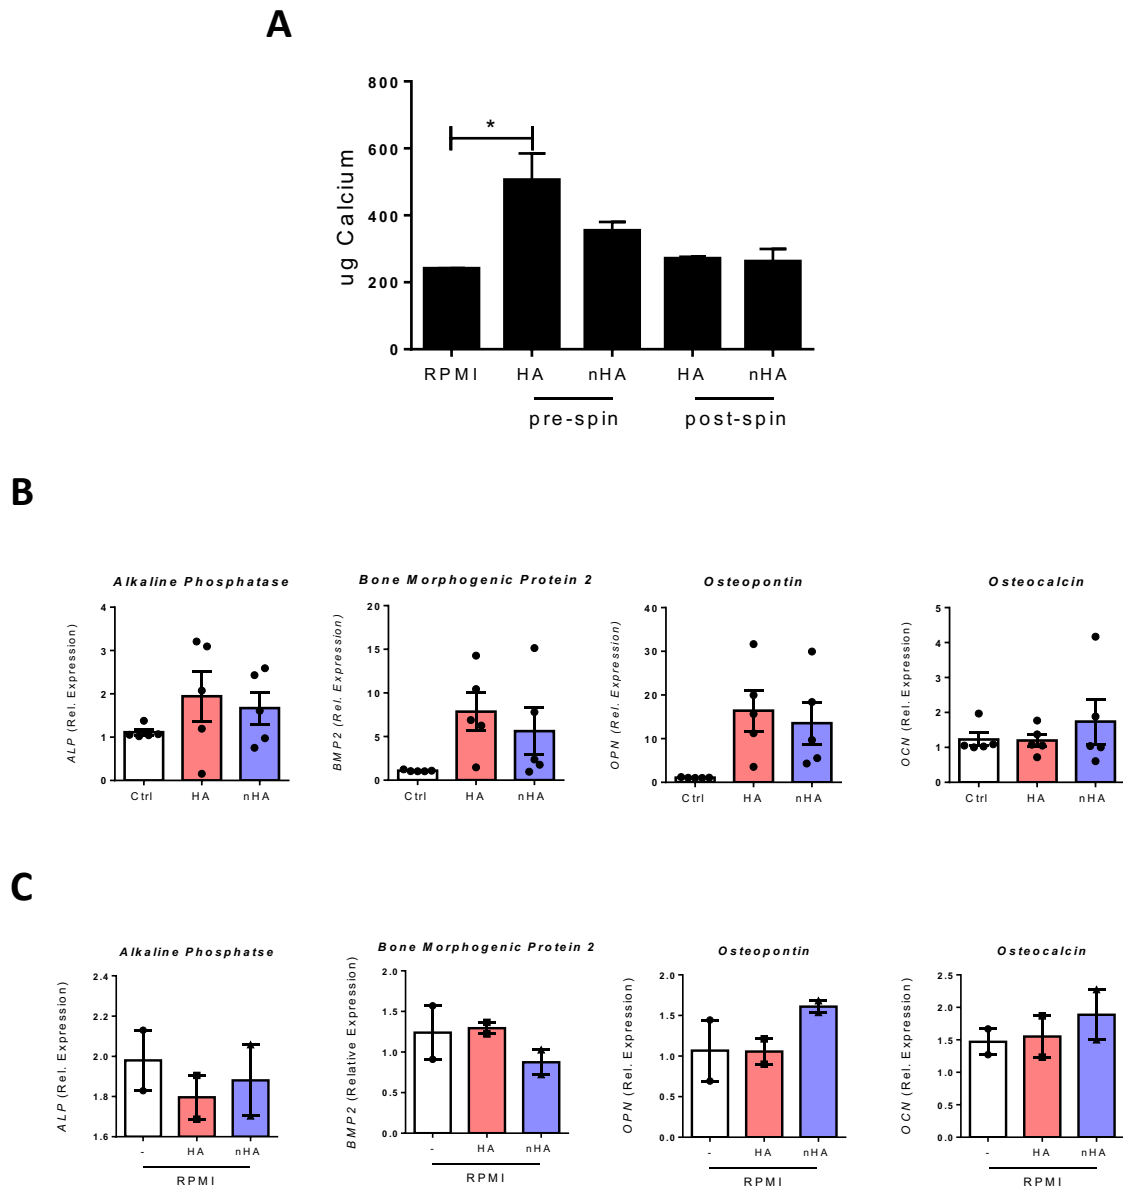 A
ug Calcium
800
600
400
200
0
*
RPMI HA nHA HA nHA
pre-spin post-spin
B
Alkaline Phosphatase
ALP (Rel. Expression)
4
3
2
1
0
Ctrl HA nHA
Bone Morphogenic Protein 2
BMP2 (Rel. Expression)
20
15
10
5
0
Ctrl HA nHA
Osteopontin
OPN (Rel. Expression)
40
30
20
10
0
Ctrl HA nHA
Osteocalcin
OCN (Rel. Expression)
5
4
3
2
1
0
Ctrl HA nHA
C
Alkaline Phosphatse
ALP (Rel. Expression)
2.4
2.2
2.0
1.8
1.6
- HA nHA
RPMI
Bone Morphogenic Protein 2
BMP2 (Relative Expression)
2.0
1.5
1.0
0.5
0.0
- HA nHA
RPMI
Osteopontin
OPN (Rel. Expression)
2.0
1.5
1.0
0.5
0.0
- HA nHA
RPMI
Osteocalcin
OCN (Rel. Expression)
2.5
2.0
1.5
1.0
0.5
0.0
- HA nHA
RPMI